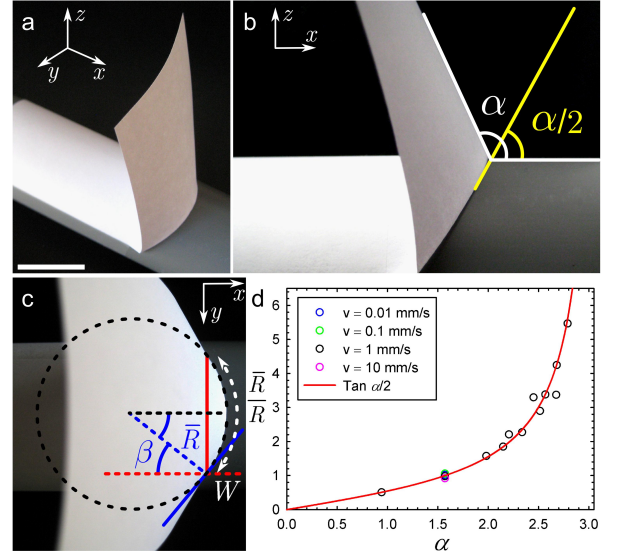 a
z
y
x
b
z
x
α
α/2
c
x
y
β
R̅
W
d
R̅
R
v = 0.01 mm/s
v = 0.1 mm/s
v = 1 mm/s
v = 10 mm/s
Tan α/2
6
5
4
3
2
1
0
0.0 0.5 1.0 1.5 2.0 2.5 3.0
α